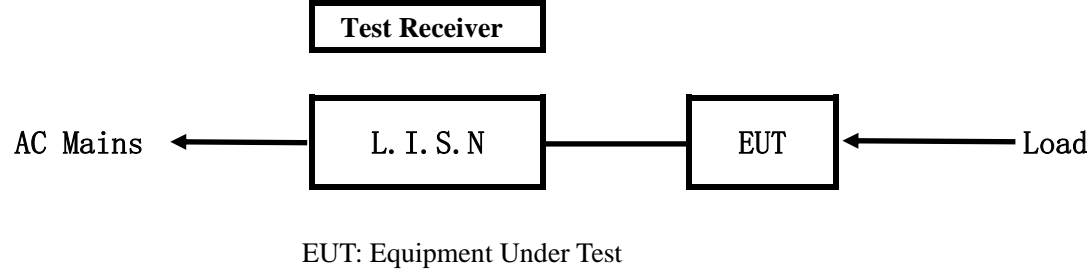 Test Receiver
AC Mains L.I.S.N EUT Load
EUT: Equipment Under Test